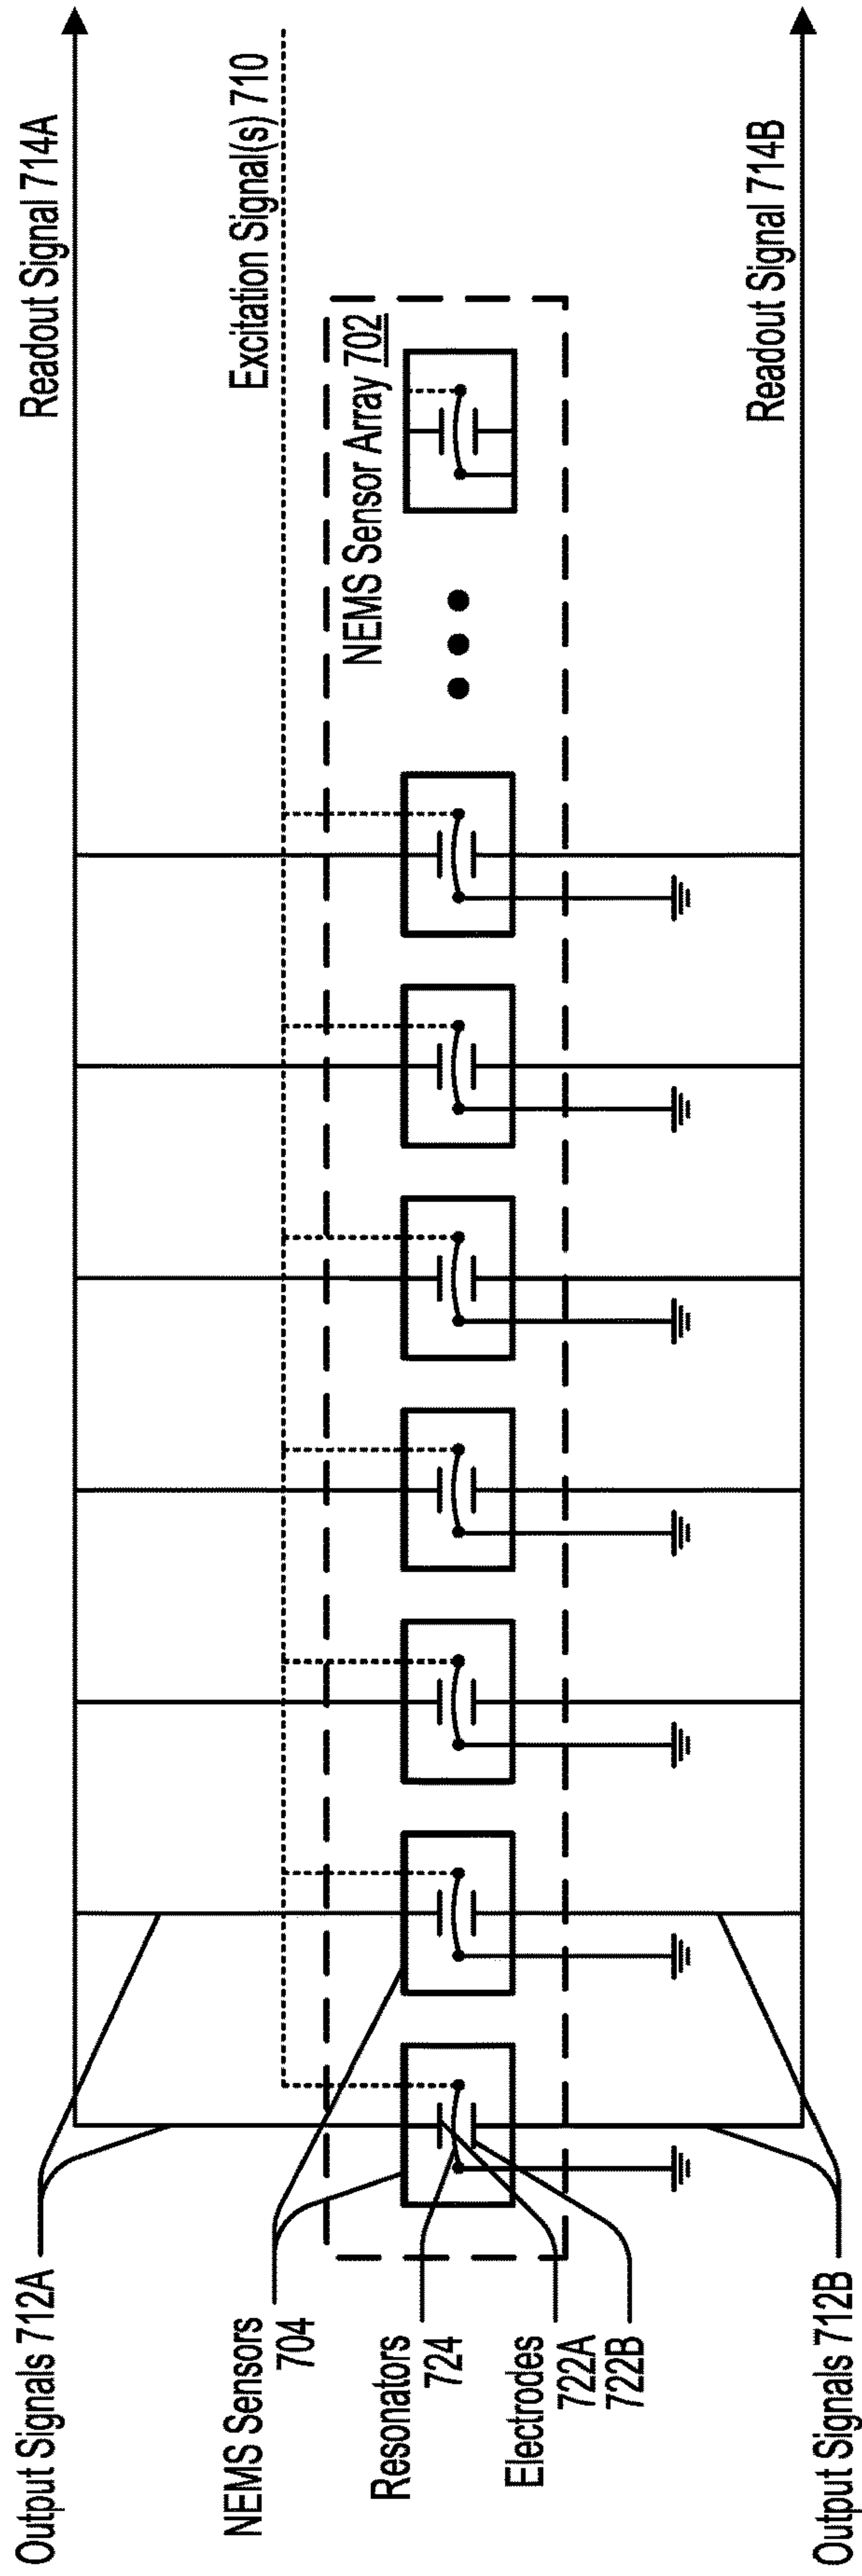 Output Signals 712A
Readout Signal 714A
Excitation Signal(s) 710
NEMS Sensors
704
NEMS Sensor Array 702
Resonators
724
Electrodes
722A
722B
Output Signals 712B
Readout Signal 714B